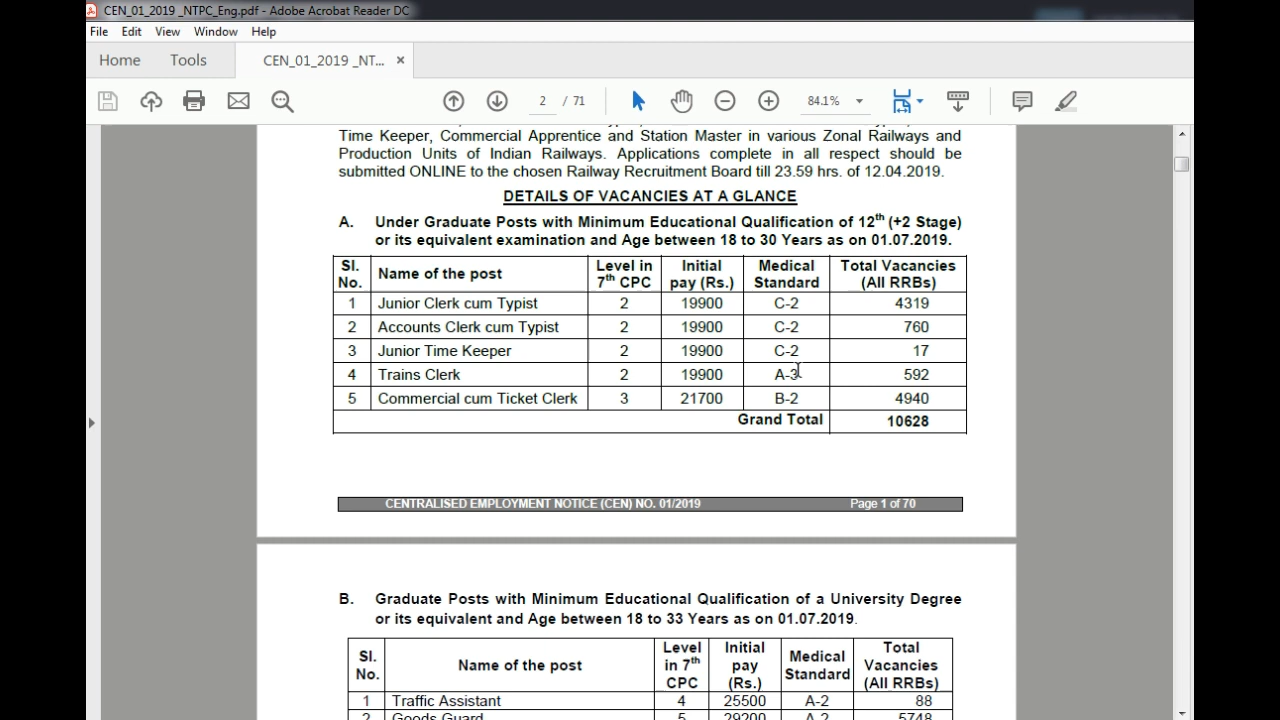 CEN_01_2019 _NTPC_Eng.pdf - Adobe Acrobat Reader DC
File Edit View Window Help
Home Tools CEN_01_2019 _NT... ×
2 / 71 84.1%
Time Keeper, Commercial Apprentice and Station Master in various Zonal Railways and
Production Units of Indian Railways. Applications complete in all respect should be
submitted ONLINE to the chosen Railway Recruitment Board till 23.59 hrs. of 12.04.2019.
DETAILS OF VACANCIES AT A GLANCE
A. Under Graduate Posts with Minimum Educational Qualification of 12th (+2 Stage)
or its equivalent examination and Age between 18 to 30 Years as on 01.07.2019.
Sl. No. Name of the post Level in 7th CPC Initial pay (Rs.) Medical Standard Total Vacancies (All RRBs)
1 Junior Clerk cum Typist 2 19900 C-2 4319
2 Accounts Clerk cum Typist 2 19900 C-2 760
3 Junior Time Keeper 2 19900 C-2 17
4 Trains Clerk 2 19900 A-3 592
5 Commercial cum Ticket Clerk 3 21700 B-2 4940
Grand Total 10628
CENTRALISED EMPLOYMENT NOTICE (CEN) NO. 01/2019 Page 1 of 70
B. Graduate Posts with Minimum Educational Qualification of a University Degree
or its equivalent and Age between 18 to 33 Years as on 01.07.2019.
Sl. No. Name of the post Level in 7th CPC Initial pay (Rs.) Medical Standard Total Vacancies (All RRBs)
1 Traffic Assistant 4 25500 A-2 88
2 Goods Guard 5 29200 A-2 5748